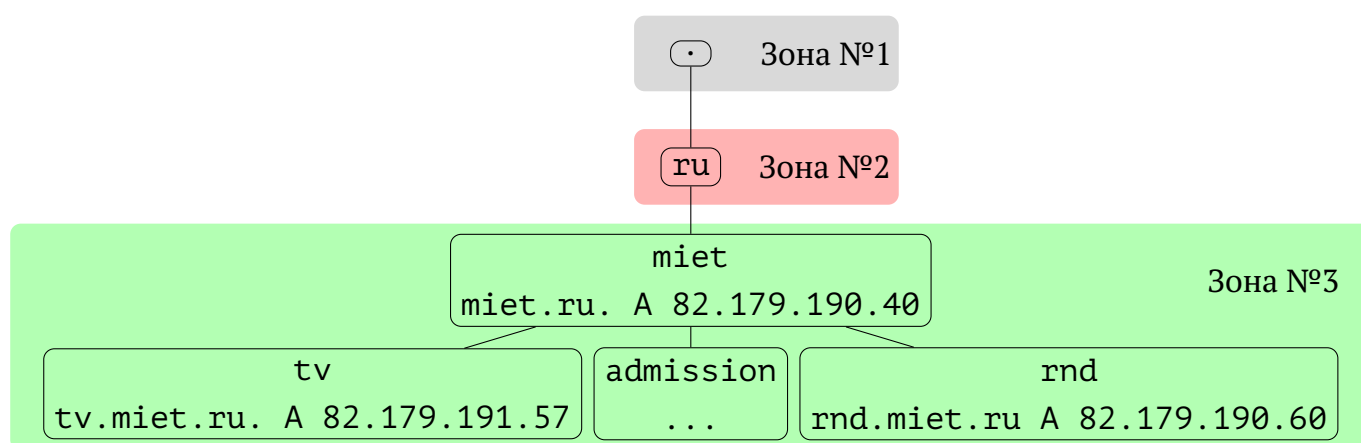 . Зона №1
ru Зона №2
miet
miet.ru. A 82.179.190.40
Зона №3
tv
tv.miet.ru. A 82.179.191.57
admission
...
rnd
rnd.miet.ru A 82.179.190.60